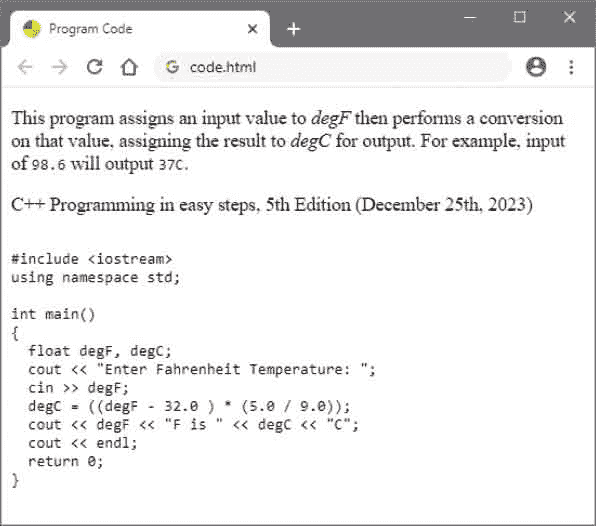 Program Code
code.html
This program assigns an input value to degF then performs a conversion
on that value, assigning the result to degC for output. For example, input
of 98.6 will output 37C.
C++ Programming in easy steps, 5th Edition (December 25th, 2023)
#include <iostream>
using namespace std;
int main()
{
  float degF, degC;
  cout << "Enter Fahrenheit Temperature: ";
  cin >> degF;
  degC = ((degF - 32.0 ) * (5.0 / 9.0));
  cout << degF << "F is " << degC << "C";
  cout << endl;
  return 0;
}